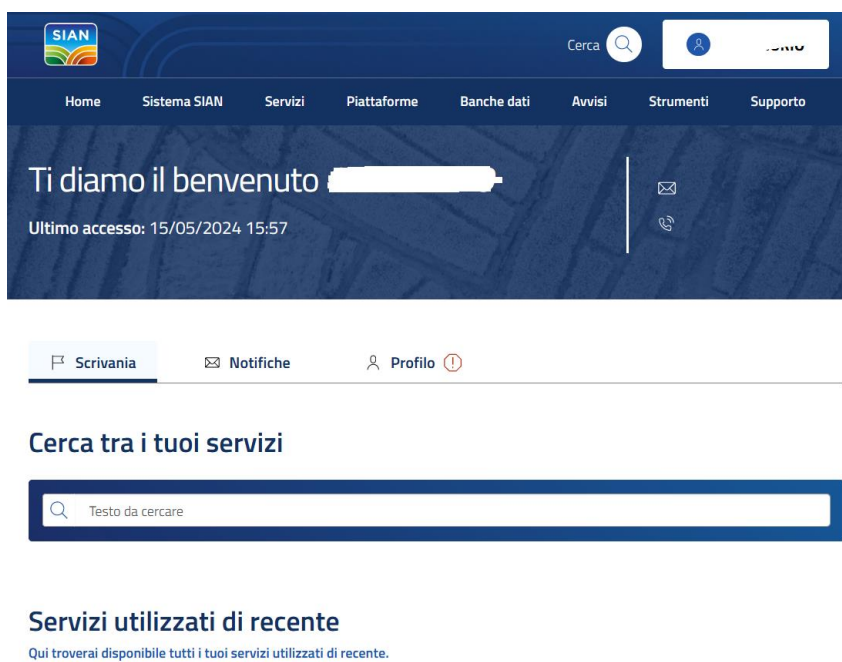 SIAN
Cerca
Home Sistema SIAN Servizi Piattaforme Banche dati Avvisi Strumenti Supporto
Ti diamo il benvenuto
Ultimo accesso: 15/05/2024 15:57
Scrivania Notifiche Profilo
Cerca tra i tuoi servizi
Testo da cercare
Servizi utilizzati di recente
Qui troverai disponibile tutti i tuoi servizi utilizzati di recente.